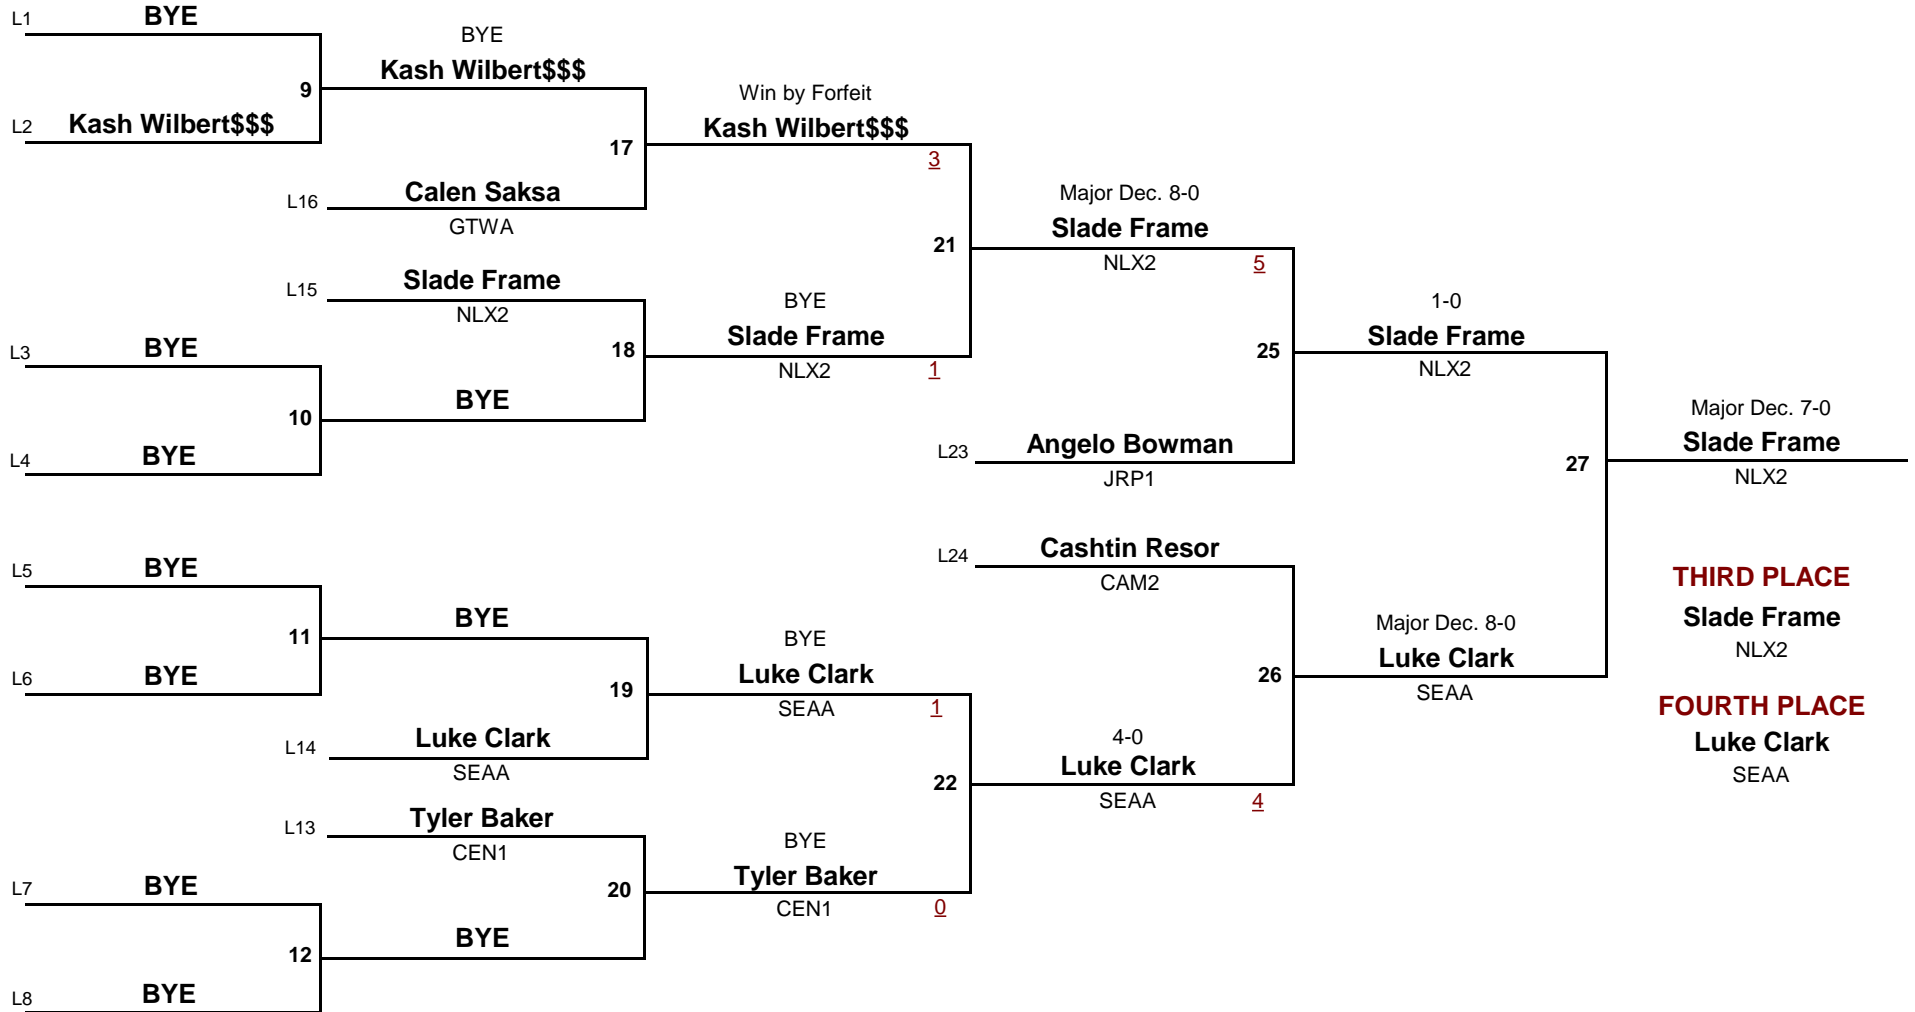 L1 BYE
BYE
Kash Wilbert$$$
9
L2 Kash Wilbert$$$
Win by Forfeit
Kash Wilbert$$$
3
17
L16 Calen Saksa
GTWA
Major Dec. 8-0
Slade Frame
NLX2 5
21
L15 Slade Frame
NLX2
BYE
Slade Frame
NLX2 1
18
L3 BYE
10
BYE
L4 BYE
1-0
Slade Frame
NLX2
25
L23 Angelo Bowman
JRP1
Major Dec. 7-0
Slade Frame
NLX2
27
L24 Cashtin Resor
CAM2
L5 BYE
11
BYE
L6 BYE
BYE
Luke Clark
SEAA 1
19
L14 Luke Clark
SEAA
Major Dec. 8-0
Luke Clark
SEAA
26
4-0
Luke Clark
SEAA 4
22
L13 Tyler Baker
CEN1
BYE
Tyler Baker
CEN1 0
20
L7 BYE
12
BYE
L8 BYE
THIRD PLACE
Slade Frame
NLX2
FOURTH PLACE
Luke Clark
SEAA